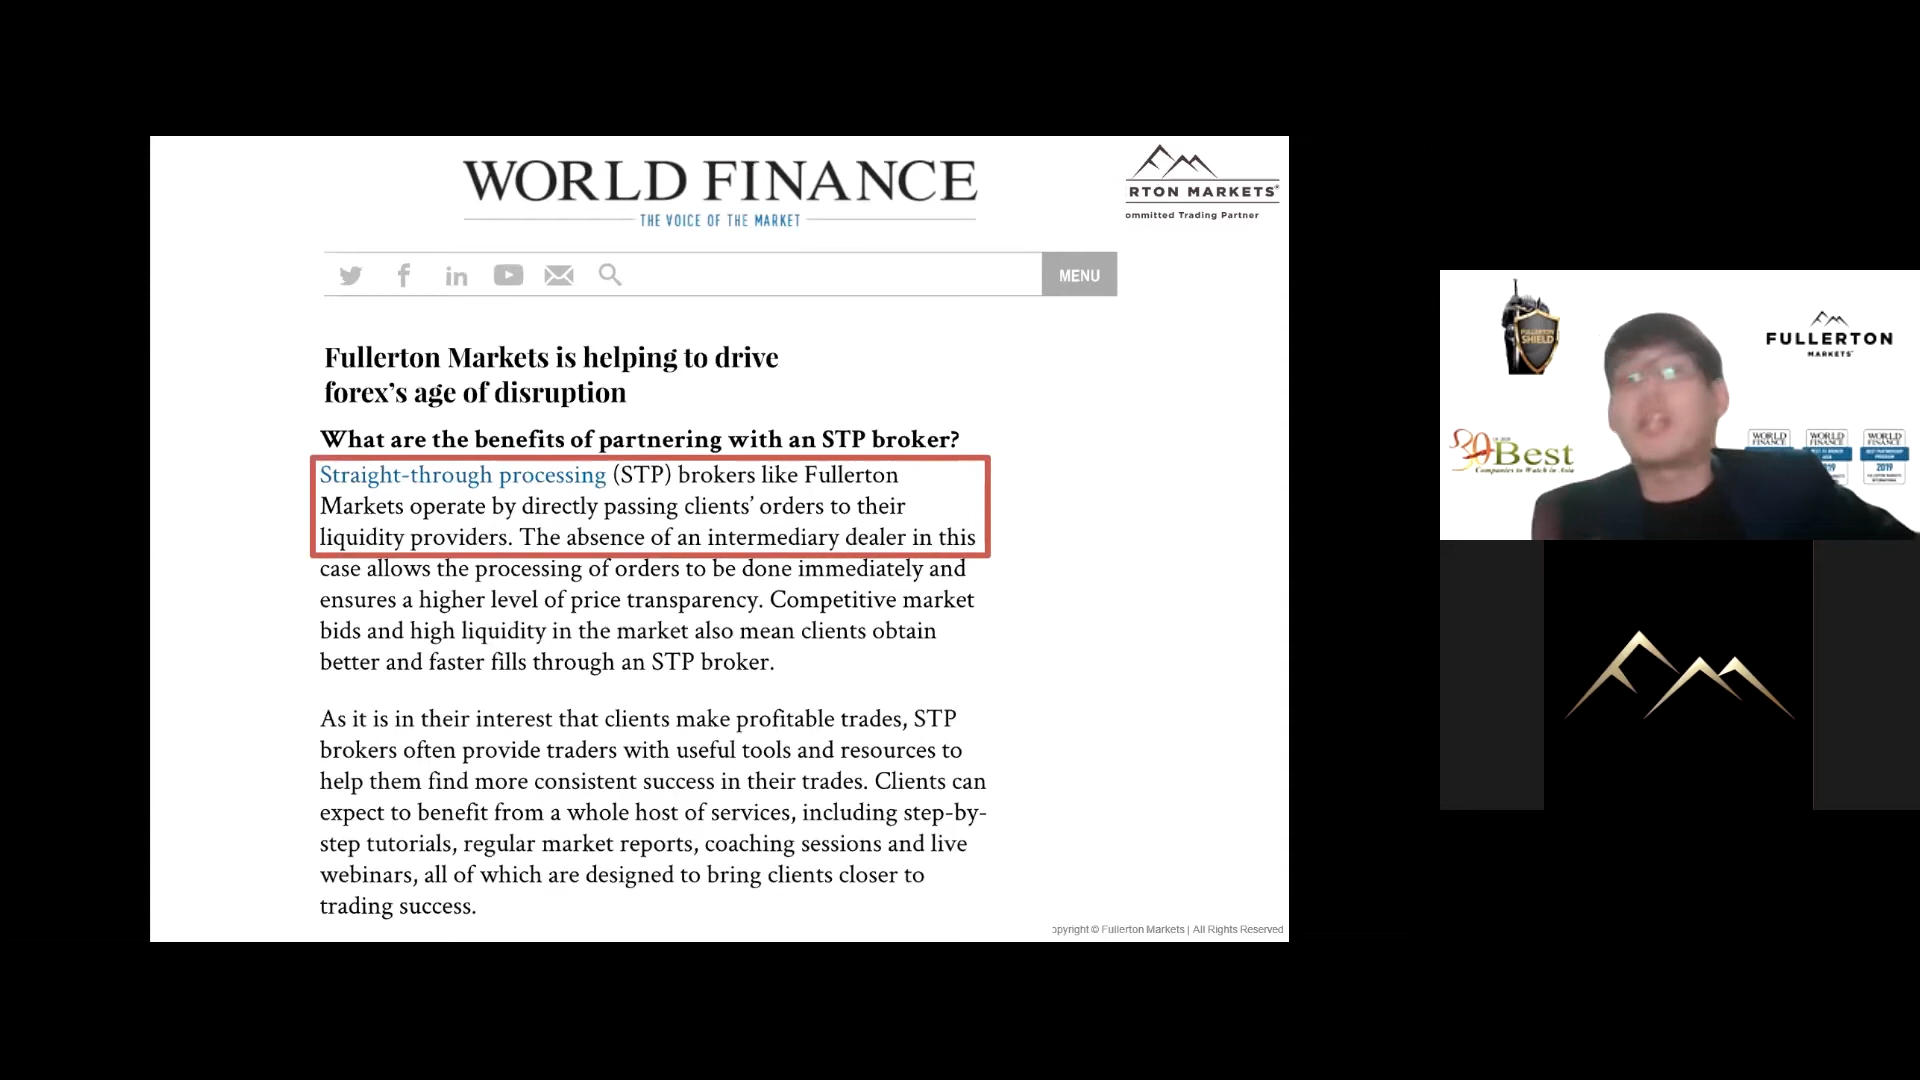 WORLD FINANCE
THE VOICE OF THE MARKET
RTON MARKETS
ommitted Trading Partner
MENU
Fullerton Markets is helping to drive
forex’s age of disruption
What are the benefits of partnering with an STP broker?
Straight-through processing (STP) brokers like Fullerton
Markets operate by directly passing clients’ orders to their
liquidity providers. The absence of an intermediary dealer in this
case allows the processing of orders to be done immediately and
ensures a higher level of price transparency. Competitive market
bids and high liquidity in the market also mean clients obtain
better and faster fills through an STP broker.
As it is in their interest that clients make profitable trades, STP
brokers often provide traders with useful tools and resources to
help them find more consistent success in their trades. Clients can
expect to benefit from a whole host of services, including step-by-
step tutorials, regular market reports, coaching sessions and live
webinars, all of which are designed to bring clients closer to
trading success.
opyright © Fullerton Markets | All Rights Reserved
FULLERTON
SHIELD
FULLERTON
MARKETS
30 Best
Companies to Watch in Asia
WORLD
FINANCE
WORLD
FINANCE
WORLD
FINANCE
2019